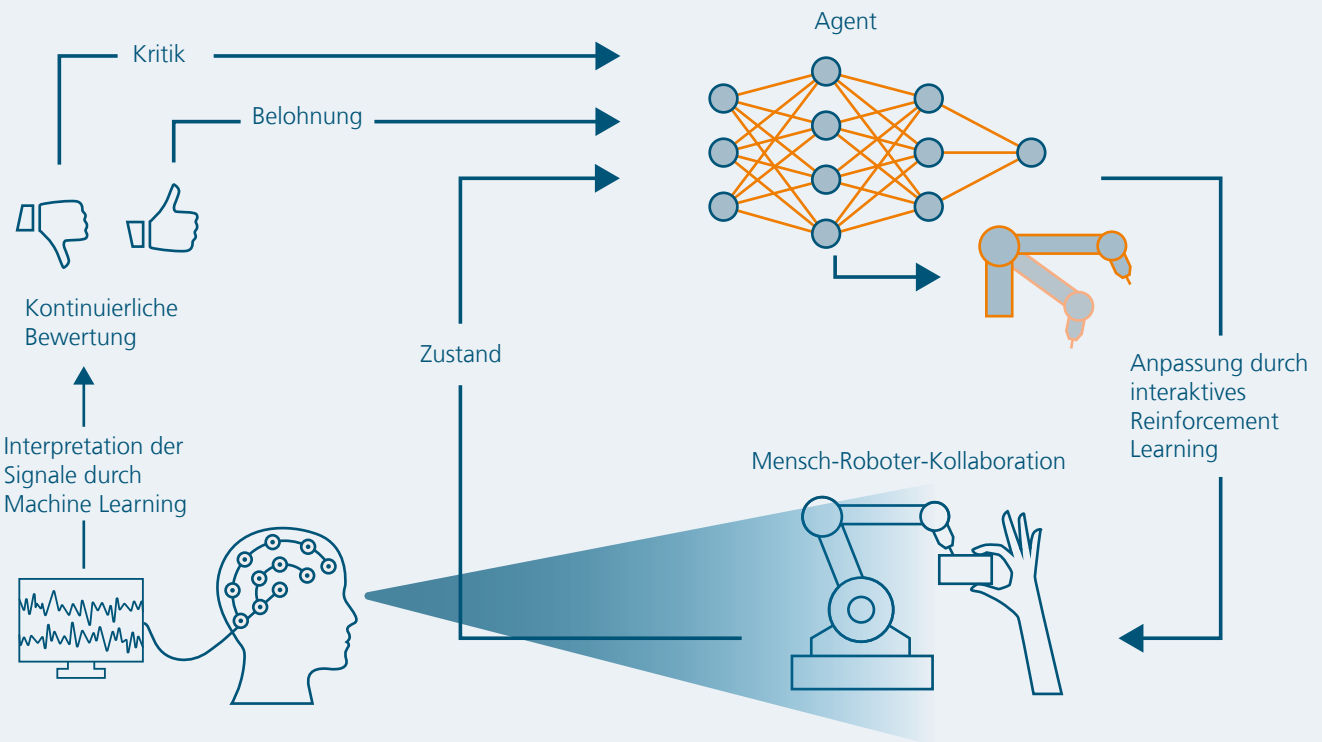 Agent
Kritik
Belohnung
Kontinuierliche
Bewertung
Zustand
Anpassung durch
interaktives
Reinforcement
Learning
Interpretation der
Signale durch
Machine Learning
Mensch-Roboter-Kollaboration